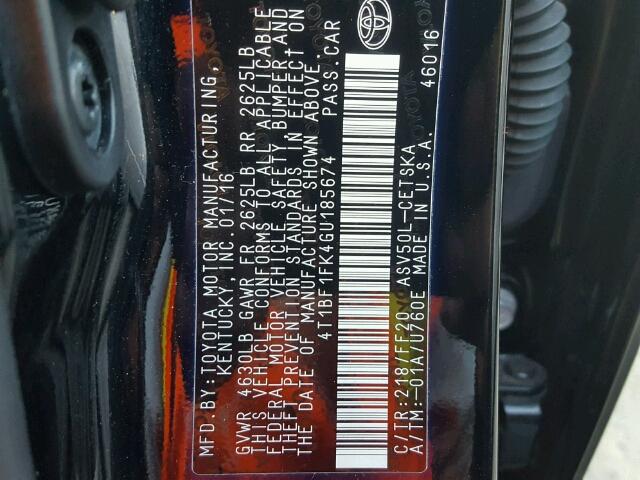 MFD. BY: TOYOTA MOTOR MANUFACTURING,
KENTUCKY, INC. 01/16
GVWR 4630LB GAWR FR 2625LB RR 2625LB
THIS VEHICLE CONFORMS TO ALL APPLICABLE
FEDERAL MOTOR VEHICLE SAFETY, BUMPER AND
THEFT PREVENTION STANDARDS IN EFFECT ON
THE DATE OF MANUFACTURE SHOWN ABOVE.
4T1BF1FK4GU185674 PASS. CAR
C/TR: 218/FF20 ASV50L-CETSKA
A/TM: -01A/U760E MADE IN U.S.A.
46016